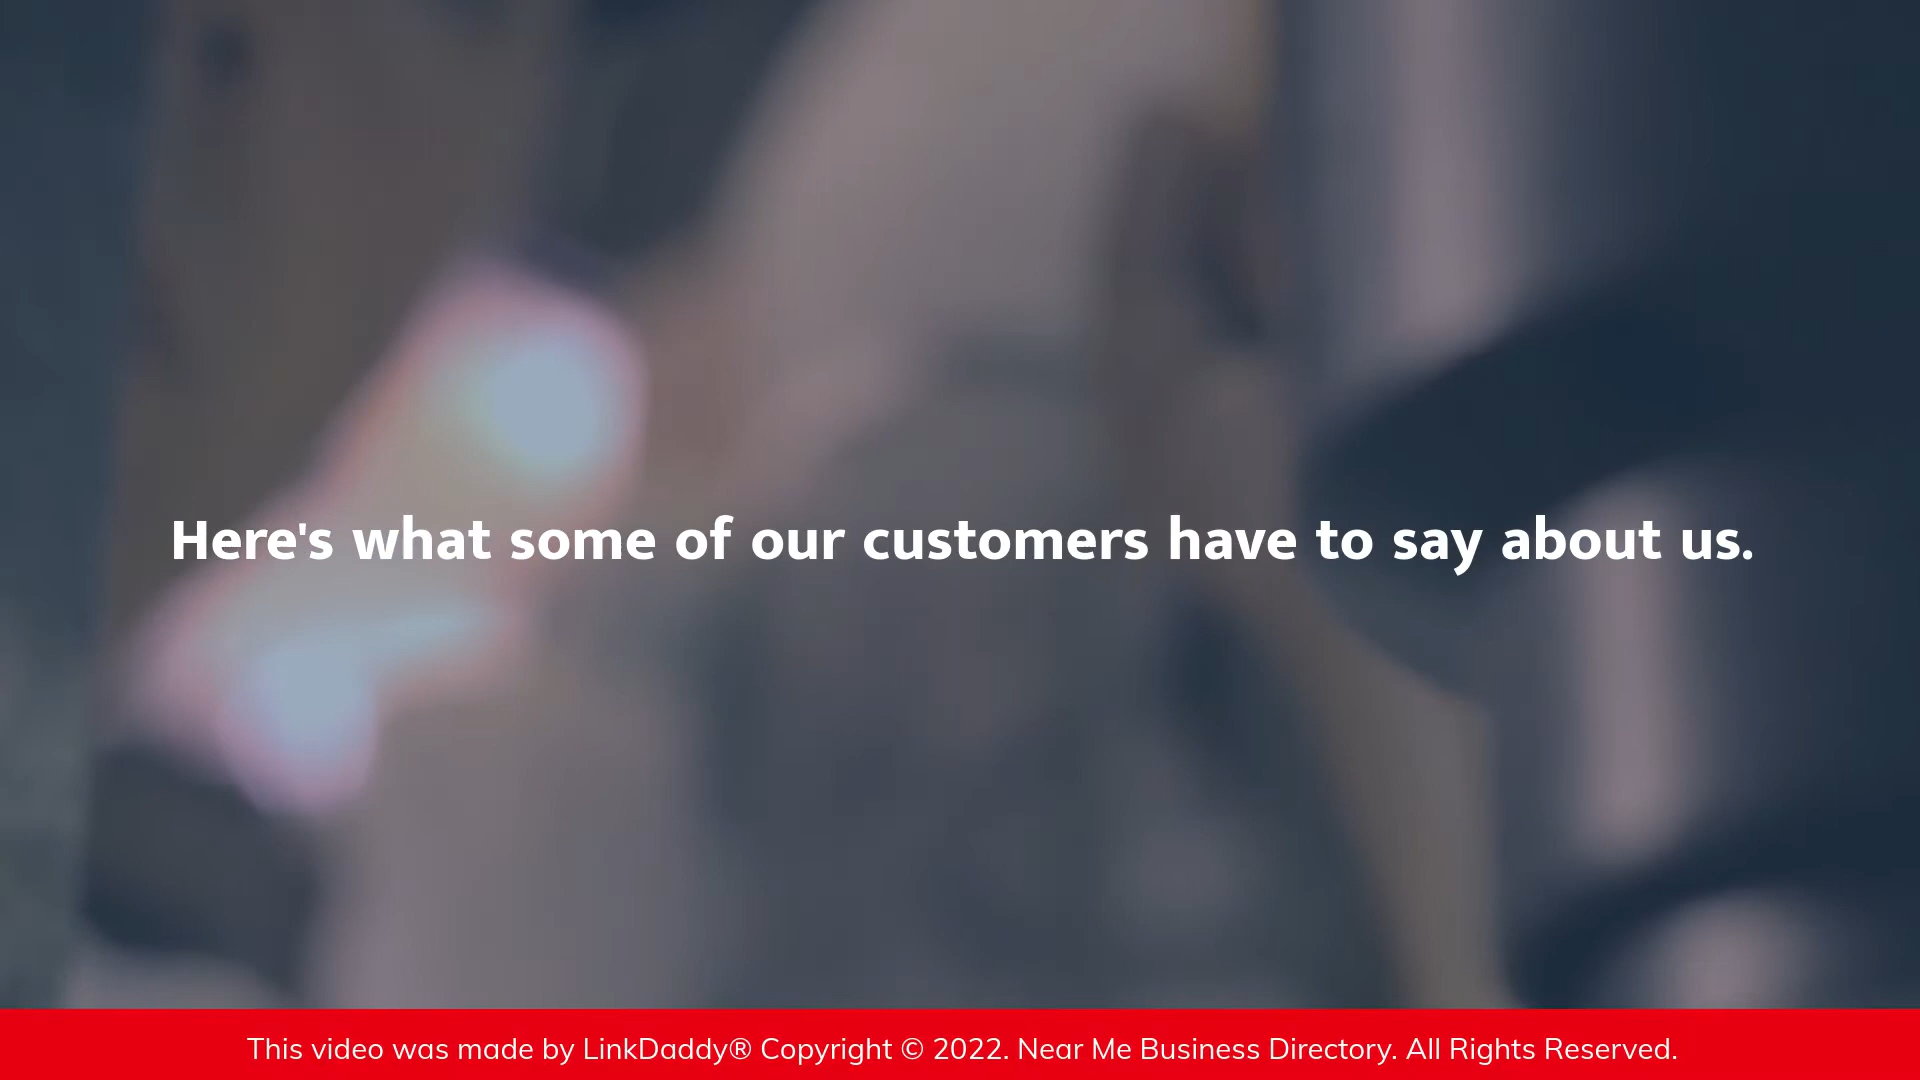 Here's what some of our customers have to say about us.
This video was made by LinkDaddy® Copyright © 2022. Near Me Business Directory. All Rights Reserved.